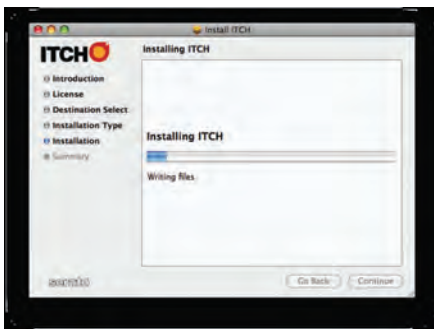 Install ITCH
ITCH
Installing ITCH
Introduction
License
Destination Select
Installation Type
Installation
Summary
Installing ITCH
Writing files
Go Back
Continue